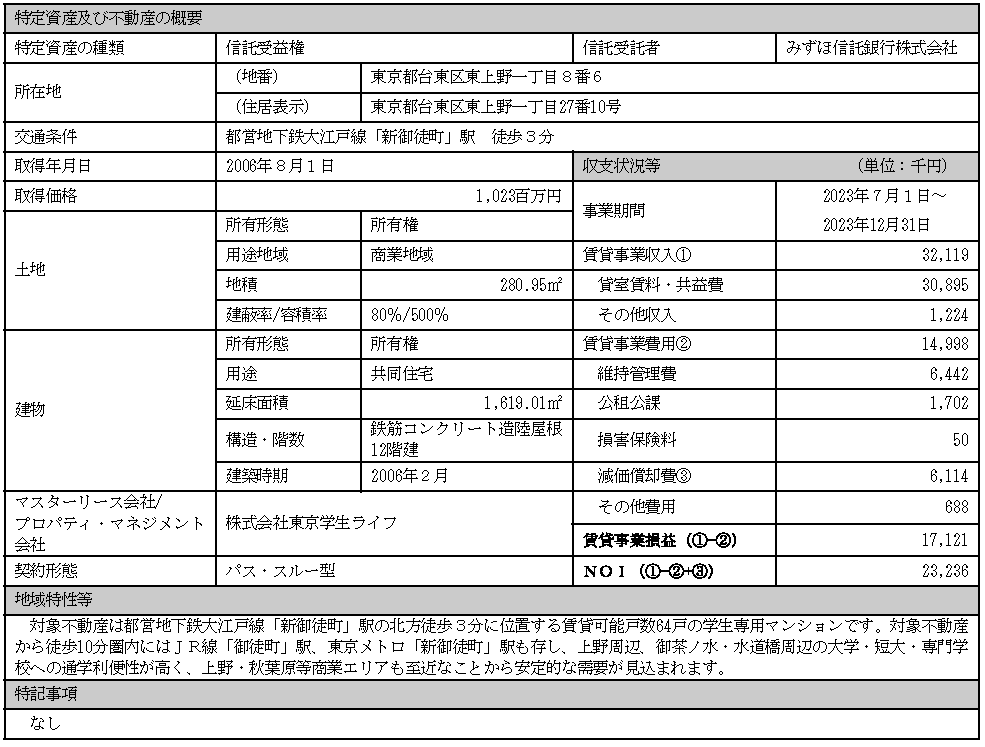 特定資産及び不動産の概要
特定資産の種類 信託受益権 信託受託者 みずほ信託銀行株式会社
所在地 (地番) 東京都台東区東上野一丁目8番6
(住居表示) 東京都台東区東上野一丁目27番10号
交通条件 都営地下鉄大江戸線「新御徒町」駅 徒歩3分
取得年月日 2006年8月1日 収支状況等 (単位:千円)
取得価格 1,023百万円 事業期間 2023年7月1日~
2023年12月31日
土地 所有形態 所有権
用途地域 商業地域 賃貸事業収入① 32,119
地積 280.95㎡ 貸室賃料・共益費 30,895
建蔽率/容積率 80%/500% その他収入 1,224
建物 所有形態 所有権 賃貸事業費用② 14,998
用途 共同住宅 維持管理費 6,442
延床面積 1,619.01㎡ 公租公課 1,702
構造・階数 鉄筋コンクリート造陸屋根
12階建 損害保険料 50
建築時期 2006年2月 減価償却費③ 6,114
マスターリース会社/
プロパティ・マネジメント
会社 株式会社東京学生ライフ その他費用 688
賃貸事業損益(①-②) 17,121
契約形態 パス・スルー型 NOI(①-②+③) 23,236
地域特性等
対象不動産は都営地下鉄大江戸線「新御徒町」駅の北方徒歩3分に位置する賃貸可能戸数64戸の学生専用マンションです。対象不動産
から徒歩10分圏内にはJR線「御徒町」駅、東京メトロ「新御徒町」駅も存し、上野周辺、御茶ノ水・水道橋周辺の大学・短大・専門学
校への通学利便性が高く、上野・秋葉原等商業エリアも至近なことから安定的な需要が見込まれます。
特記事項
なし